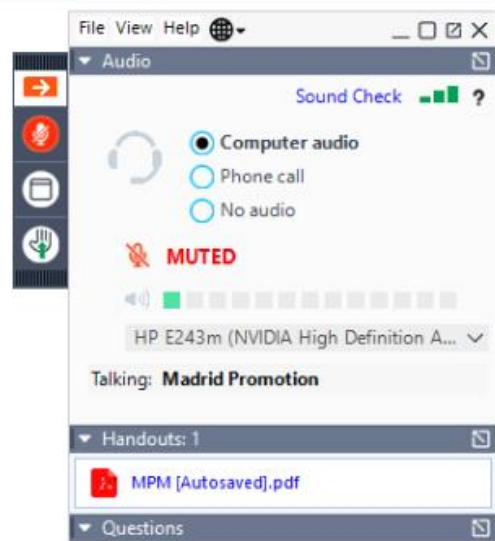 File View Help
Audio
Sound Check ?
Computer audio
Phone call
No audio
MUTED
HP E243m (NVIDIA High Definition A...
Talking: Madrid Promotion
Handouts: 1
MPM [Autosaved].pdf
Questions